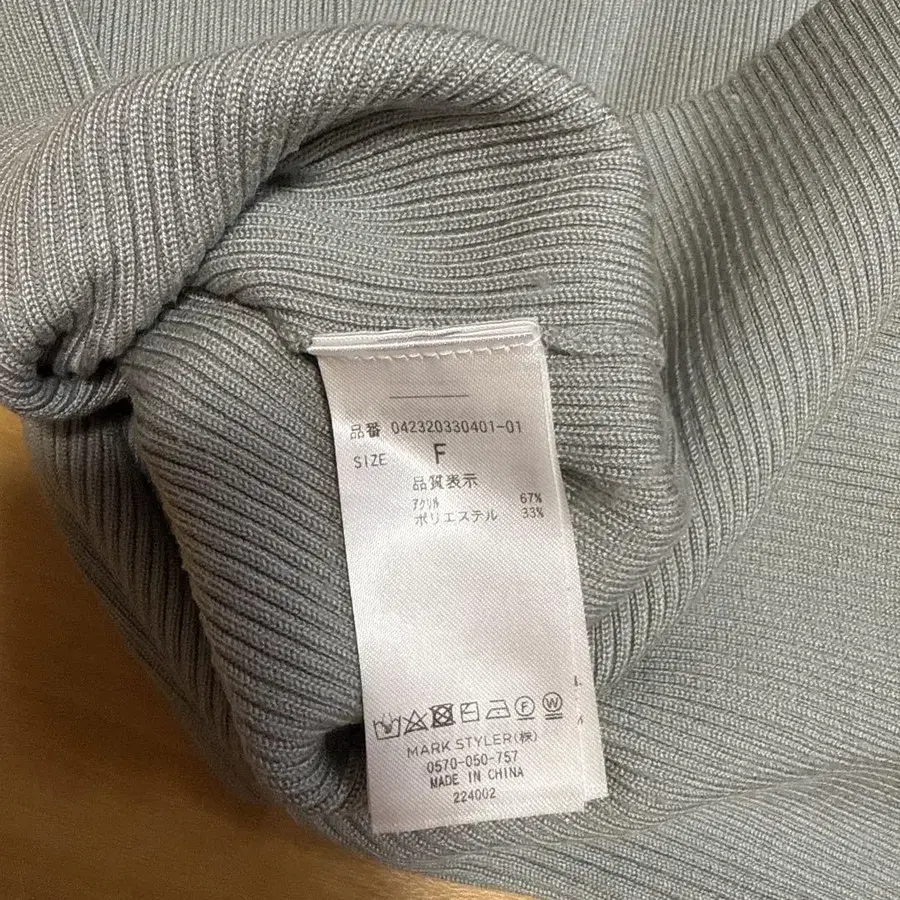 品番 042320330401-01
SIZE F
品質表示
アクリル 67%
ポリエステル 33%
F W
MARK STYLER(株)
0570-050-757
MADE IN CHINA
224002